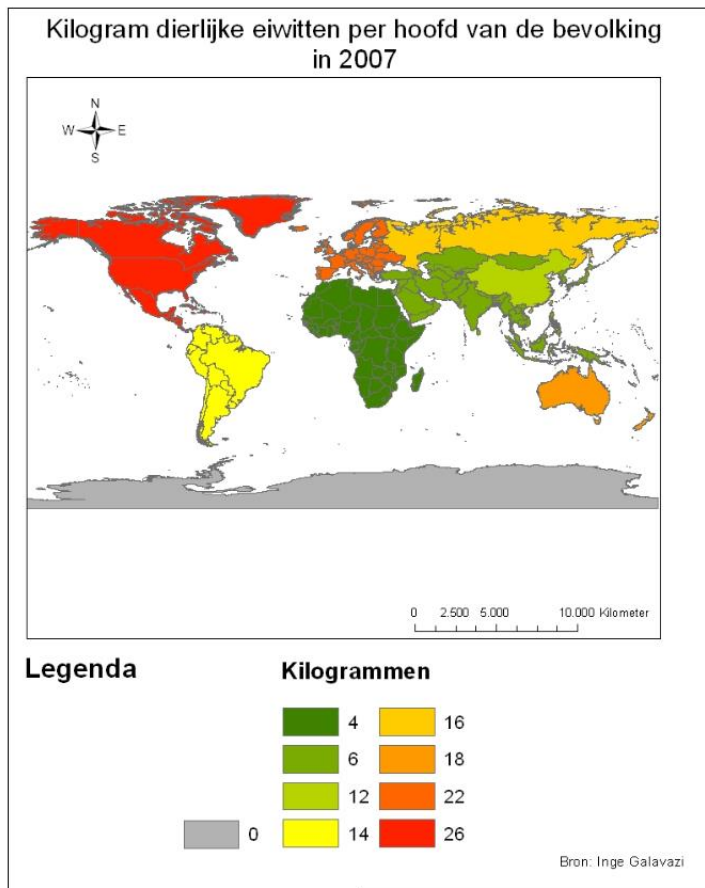 Kilogram dierlijke eiwitten per hoofd van de bevolking
in 2007
N
W E
S
0 2.500 5.000 10.000 Kilometer
Legenda
Kilogrammen
4 16
6 18
12 22
0 14 26
Bron: Inge Galavazi